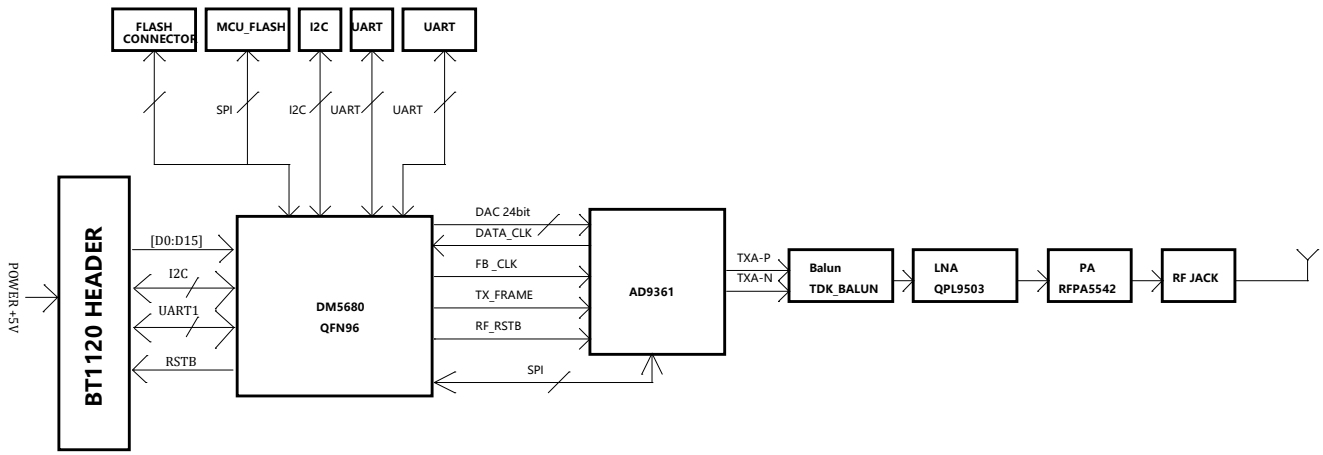 FLASH
CONNECTOR
MCU_FLASH
I2C
UART
UART
SPI
I2C
UART
UART
POWER+5V
BT1120 HEADER
[D0:D15]
I2C
UART1
RSTB
DM5680
QFN96
DAC 24bit
DATA_CLK
FB_CLK
TX_FRAME
RF_RSTB
SPI
AD9361
TXA-P
TXA-N
Balun
TDK_BALUN
LNA
QPL9503
PA
RFPA5542
RF JACK